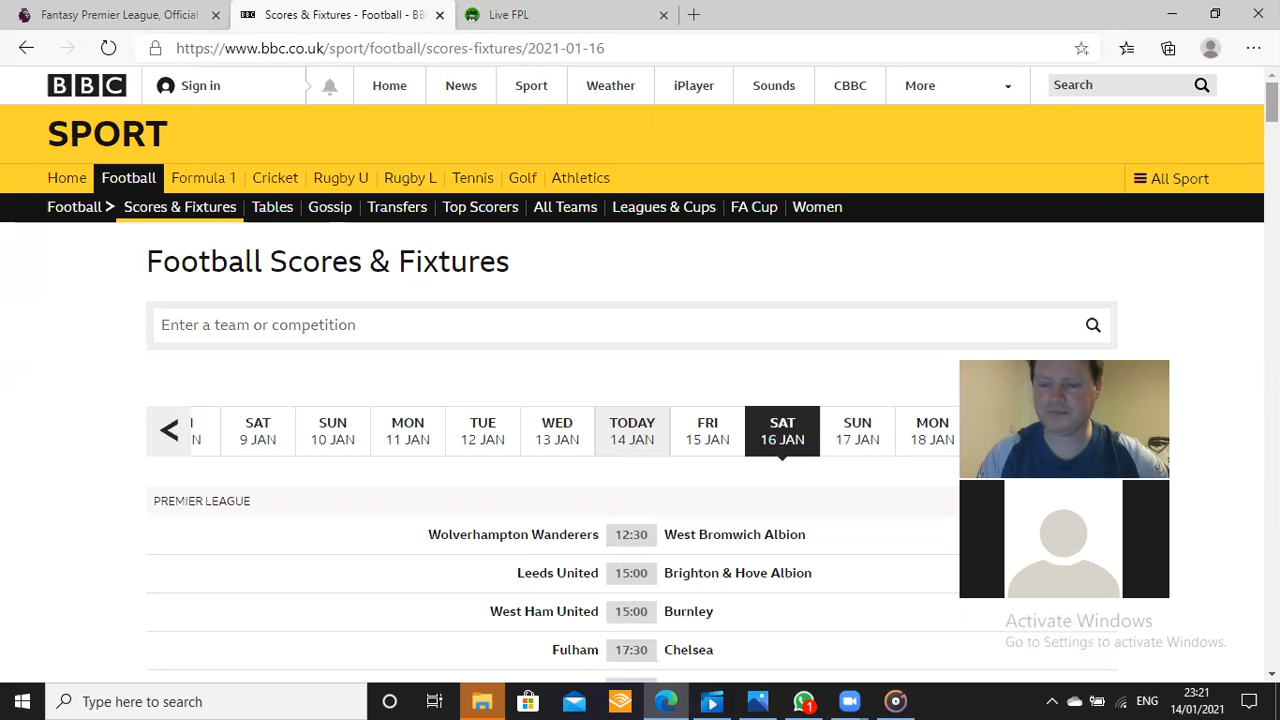 Fantasy Premier League, Official
Scores & Fixtures - Football - BB
Live FPL
https://www.bbc.co.uk/sport/football/scores-fixtures/2021-01-16
BBC
Sign in
Home
News
Sport
Weather
iPlayer
Sounds
CBBC
More
Search
SPORT
Home Football Formula 1 Cricket Rugby U Rugby L Tennis Golf Athletics
All Sport
Football > Scores & Fixtures Tables Gossip Transfers Top Scorers All Teams Leagues & Cups FA Cup Women
Football Scores & Fixtures
Enter a team or competition
< SAT SUN MON TUE WED TODAY FRI SAT SUN MON
N 9 JAN 10 JAN 11 JAN 12 JAN 13 JAN 14 JAN 15 JAN 16 JAN 17 JAN 18 JAN
PREMIER LEAGUE
Wolverhampton Wanderers 12:30 West Bromwich Albion
Leeds United 15:00 Brighton & Hove Albion
West Ham United 15:00 Burnley
Fulham 17:30 Chelsea
Activate Windows
Go to Settings to activate Windows.
Type here to search
1
ENG
23:21
14/01/2021